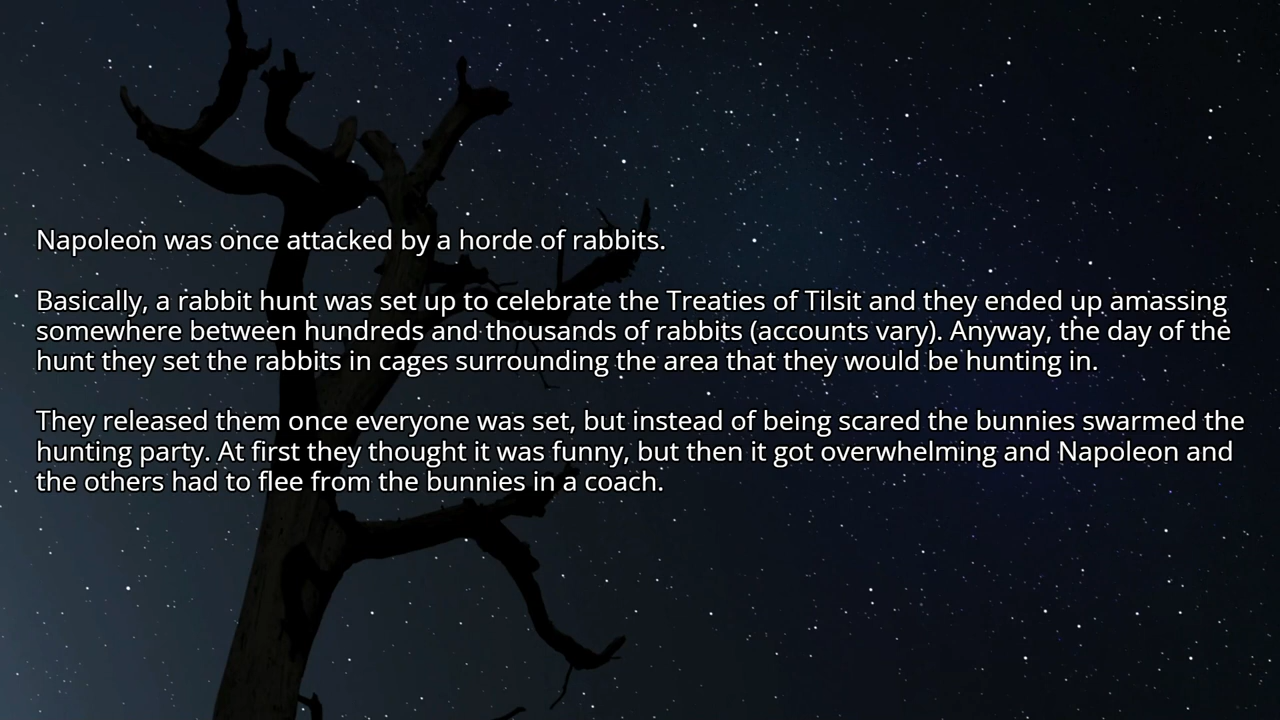 Napoleon was once attacked by a horde of rabbits.
Basically, a rabbit hunt was set up to celebrate the Treaties of Tilsit and they ended up amassing
somewhere between hundreds and thousands of rabbits (accounts vary). Anyway, the day of the
hunt they set the rabbits in cages surrounding the area that they would be hunting in.
They released them once everyone was set, but instead of being scared the bunnies swarmed the
hunting party. At first they thought it was funny, but then it got overwhelming and Napoleon and
the others had to flee from the bunnies in a coach.